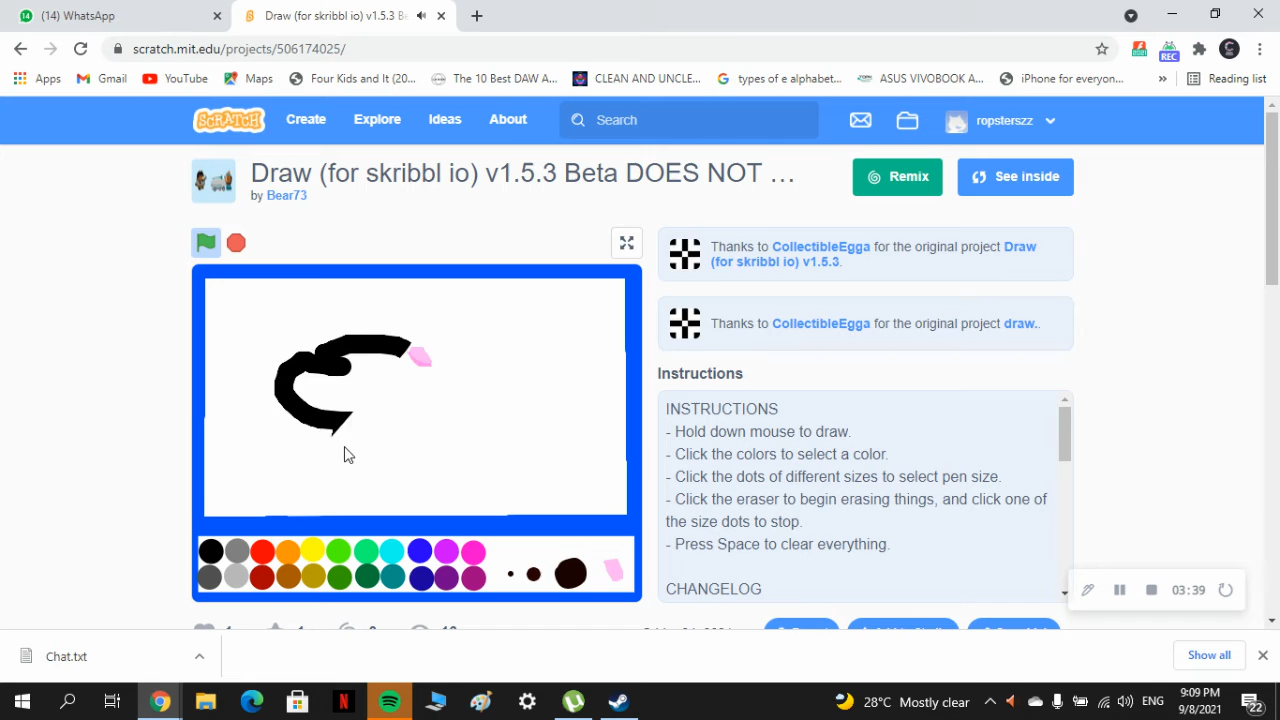 (14) WhatsApp
Draw (for skribbl io) v1.5.3 Be
scratch.mit.edu/projects/506174025/
REC
Apps
Gmail
YouTube
Maps
Four Kids and It (20...
The 10 Best DAW A...
CLEAN AND UNCLE...
types of e alphabet...
ASUS VIVOBOOK A...
iPhone for everyon...
»
Reading list
SCRATCH
Create
Explore
Ideas
About
Search
ropsterszz
Draw (for skribbl io) v1.5.3 Beta DOES NOT ...
by Bear73
Remix
See inside
Thanks to CollectibleEgga for the original project Draw
(for skribbl io) v1.5.3.
Thanks to CollectibleEgga for the original project draw..
Instructions
INSTRUCTIONS
- Hold down mouse to draw.
- Click the colors to select a color.
- Click the dots of different sizes to select pen size.
- Click the eraser to begin erasing things, and click one of
the size dots to stop.
- Press Space to clear everything.
CHANGELOG
03:39
Chat.txt
Show all
28°C Mostly clear
ENG
9:09 PM
9/8/2021
22